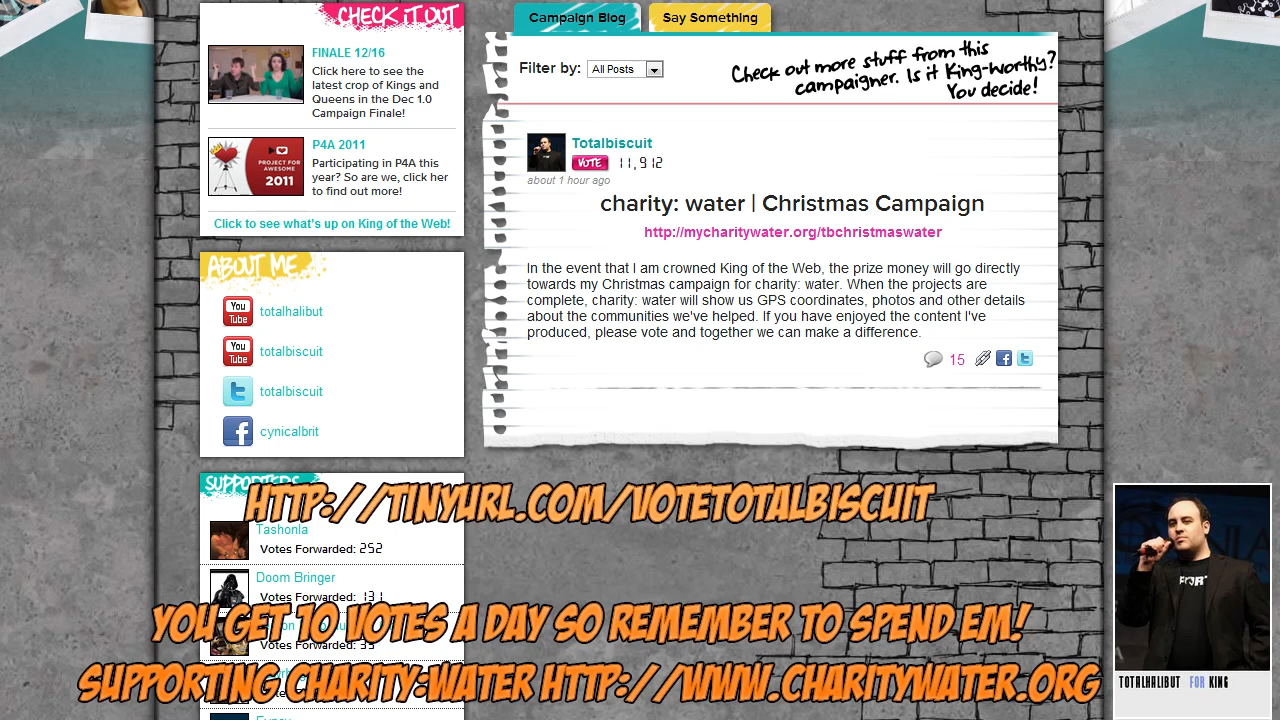 CHECK IT OUT
FINALE 12/16
Click here to see the
latest crop of Kings and
Queens in the Dec 1.0
Campaign Finale!
P4A 2011
PROJECT FOR
AWESOME
2011
Participating in P4A this
year? So are we, click her
to find out more!
Click to see what's up on King of the Web!
ABOUT ME
You Tube totalhalibut
You Tube totalbiscuit
totalbiscuit
cynicalbrit
SUPPORTERS
Tashonla
Votes Forwarded: 252
Doom Bringer
Votes Forwarded: 131
Campaign Blog Say Something
Filter by: All Posts
Check out more stuff from this
campaigner. Is it King-worthy?
You decide!
Totalbiscuit
VOTE 11,912
about 1 hour ago
charity: water | Christmas Campaign
http://mycharitywater.org/tbchristmaswater
In the event that I am crowned King of the Web, the prize money will go directly
towards my Christmas campaign for charity: water. When the projects are
complete, charity: water will show us GPS coordinates, photos and other details
about the communities we've helped. If you have enjoyed the content I've
produced, please vote and together we can make a difference.
15
HTTP://TINYURL.COM/VOTETOTALBISCUIT
YOU GET 10 VOTES A DAY SO REMEMBER TO SPEND EM!
SUPPORTING CHARITY:WATER HTTP://WWW.CHARITYWATER.ORG
TOTALHALIBUT FOR KING